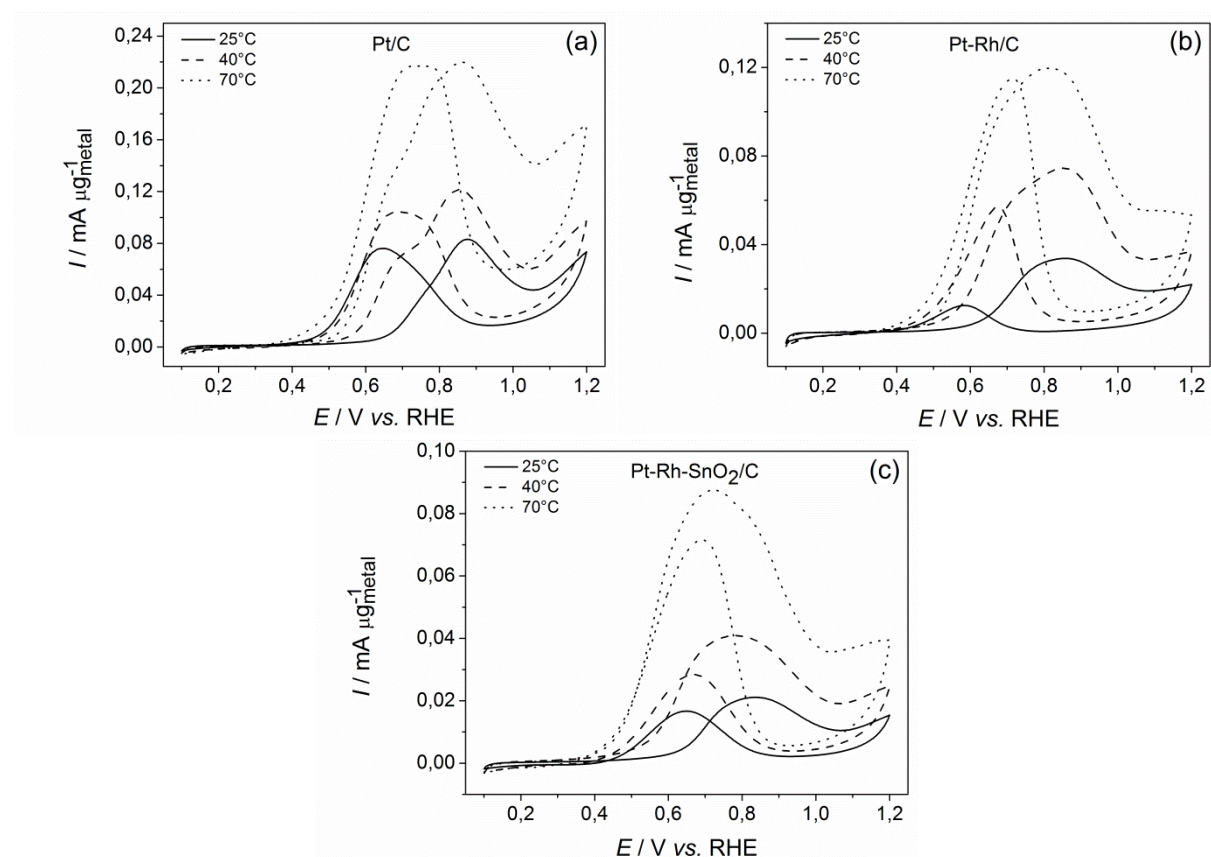 25°C
40°C
70°C
Pt/C
(a)
0,24
0,20
0,16
0,12
0,08
0,04
0,00
I / mA μg⁻¹metal
0,2 0,4 0,6 0,8 1,0 1,2
E / V vs. RHE
25°C
40°C
70°C
Pt-Rh/C
(b)
0,12
0,08
0,04
0,00
I / mA μg⁻¹metal
0,2 0,4 0,6 0,8 1,0 1,2
E / V vs. RHE
25°C
40°C
70°C
Pt-Rh-SnO₂/C
(c)
0,10
0,08
0,06
0,04
0,02
0,00
I / mA μg⁻¹metal
0,2 0,4 0,6 0,8 1,0 1,2
E / V vs. RHE